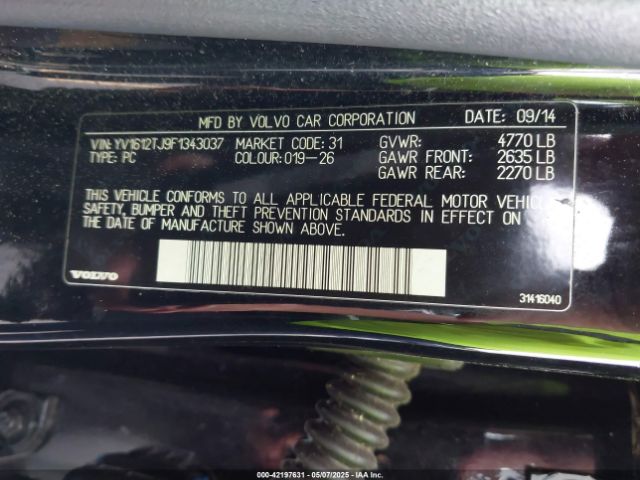 MFD BY VOLVO CAR CORPORATION DATE: 09/14
VIN: YV1612TJ9F1343037 MARKET CODE: 31 GVWR: 4770 LB
TYPE: PC COLOUR: 019-26 GAWR FRONT: 2635 LB
GAWR REAR: 2270 LB
THIS VEHICLE CONFORMS TO ALL APPLICABLE FEDERAL MOTOR VEHICLE
SAFETY, BUMPER AND THEFT PREVENTION STANDARDS IN EFFECT ON
THE DATE OF MANUFACTURE SHOWN ABOVE.
VOLVO 31416040
000-42197631 - 05/07/2025 - IAA Inc.